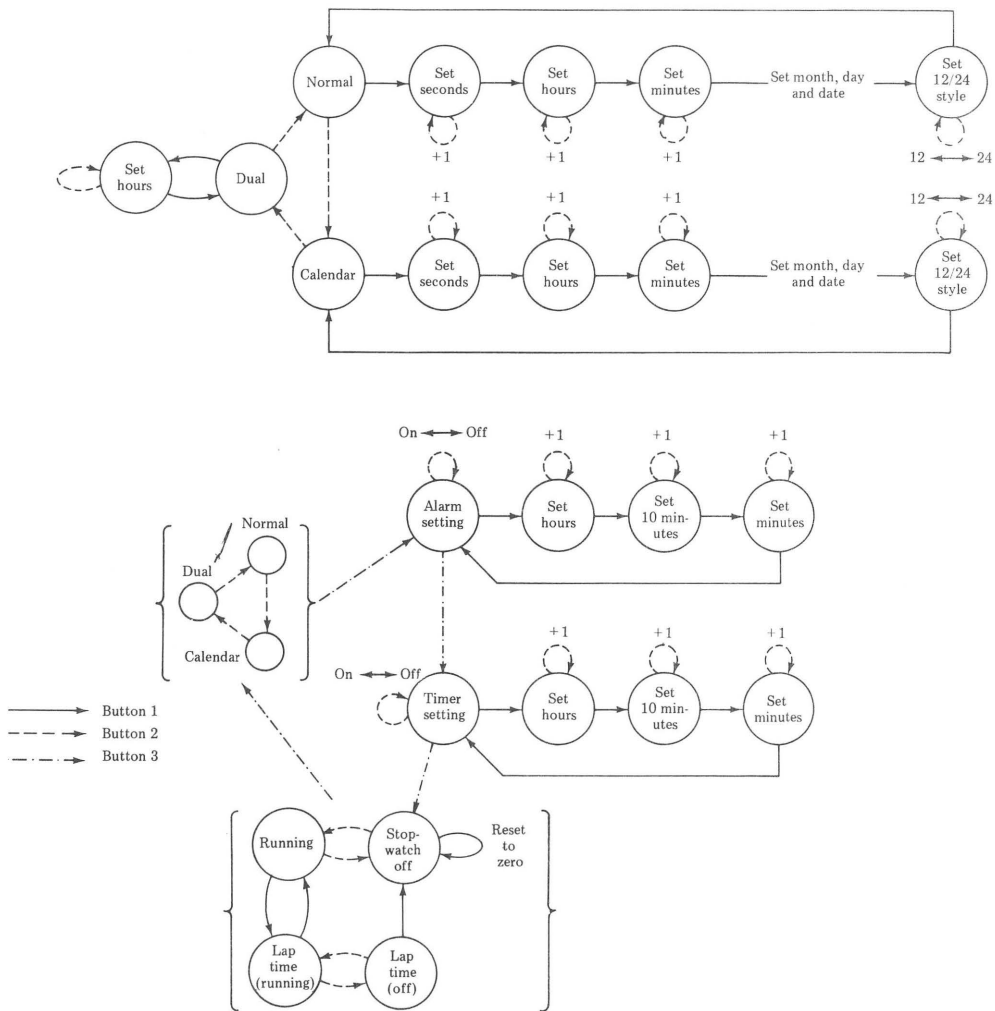 Normal
Set
seconds
Set
hours
Set
minutes
Set month, day
and date
Set
12/24
style
+1
+1
+1
12 24
Set
hours
Dual
+1
+1
+1
12 24
Calendar
Set
seconds
Set
hours
Set
minutes
Set month, day
and date
Set
12/24
style
On Off
+1
+1
+1
Alarm
setting
Set
hours
Set
10 min-
utes
Set
minutes
Normal
Dual
Calendar
On Off
+1
+1
+1
Timer
setting
Set
hours
Set
10 min-
utes
Set
minutes
Button 1
Button 2
Button 3
Running
Stop-
watch
off
Reset
to
zero
Lap
time
(running)
Lap
time
(off)